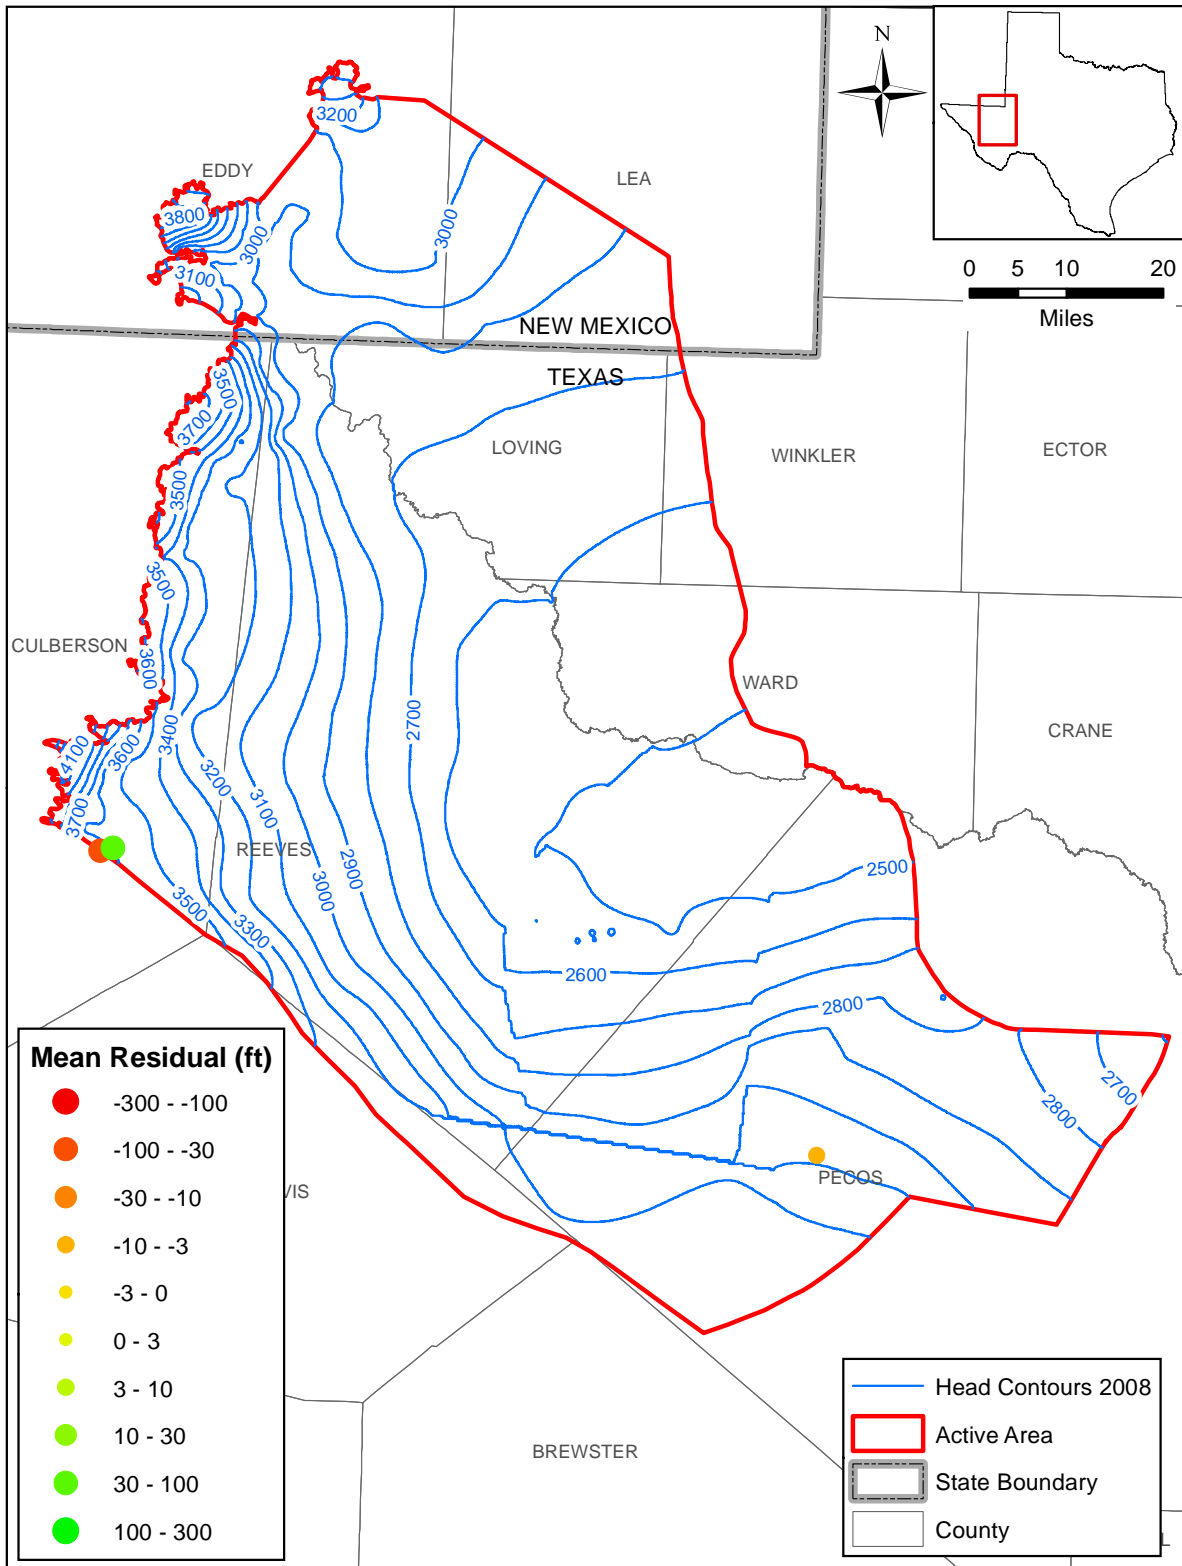 N
3200
EDDY
LEA
3800
3000
3000
3100
0 5 10 20
Miles
NEW MEXICO
TEXAS
3500
3700
LOVING
WINKLER
ECTOR
3500
3500
CULBERSON
3600
WARD
2700
CRANE
3400
4100
3600
3200
3700
3100
REEVES
2900
2500
3000
3500
3300
2600
2800
2700
2800
PECOS
VIS
BREWSTER
Mean Residual (ft)
-300 - -100
-100 - -30
-30 - -10
-10 - -3
-3 - 0
0 - 3
3 - 10
10 - 30
30 - 100
100 - 300
Head Contours 2008
Active Area
State Boundary
County
L